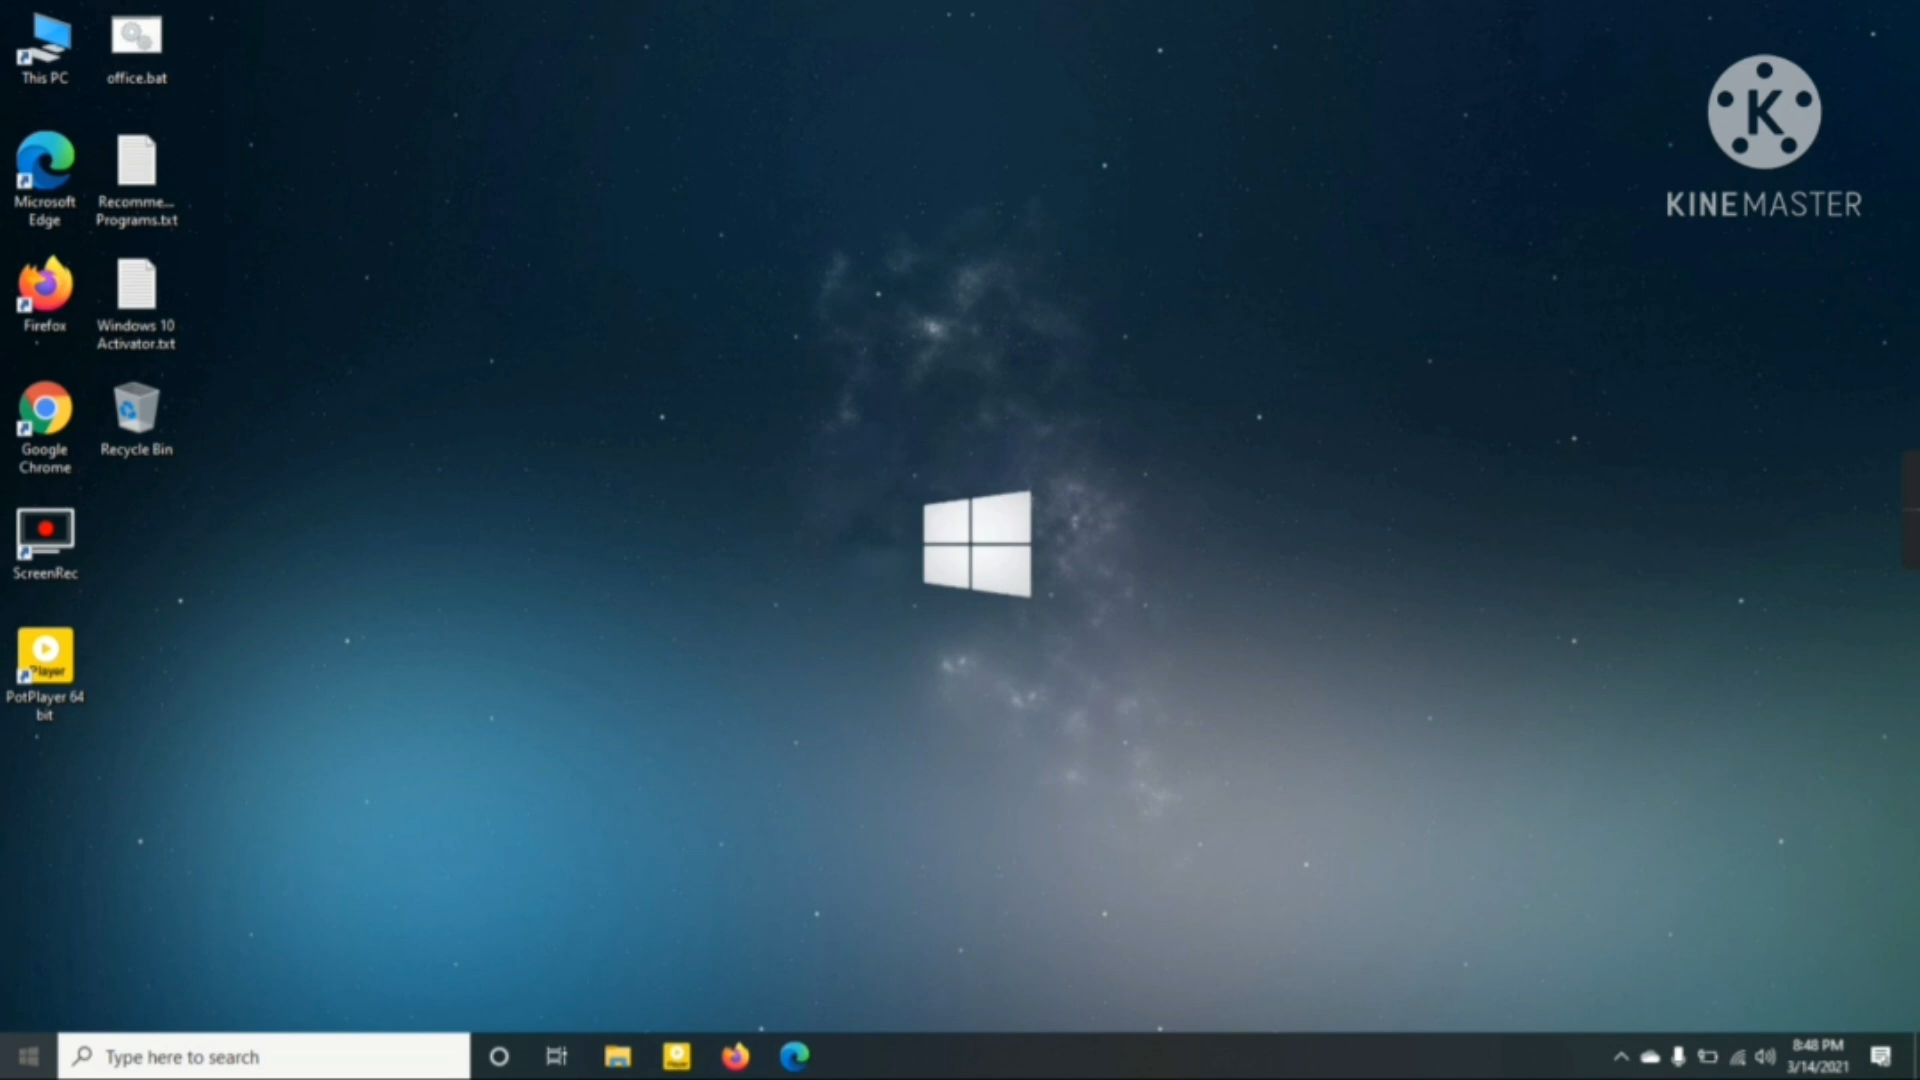 This PC
office.bat
Microsoft
Edge
Recomme...
Programs.txt
Firefox
Windows 10
Activator.txt
Google
Chrome
Recycle Bin
ScreenRec
Player
PotPlayer 64
bit
K
KINEMASTER
Type here to search
8:48 PM
3/14/2021